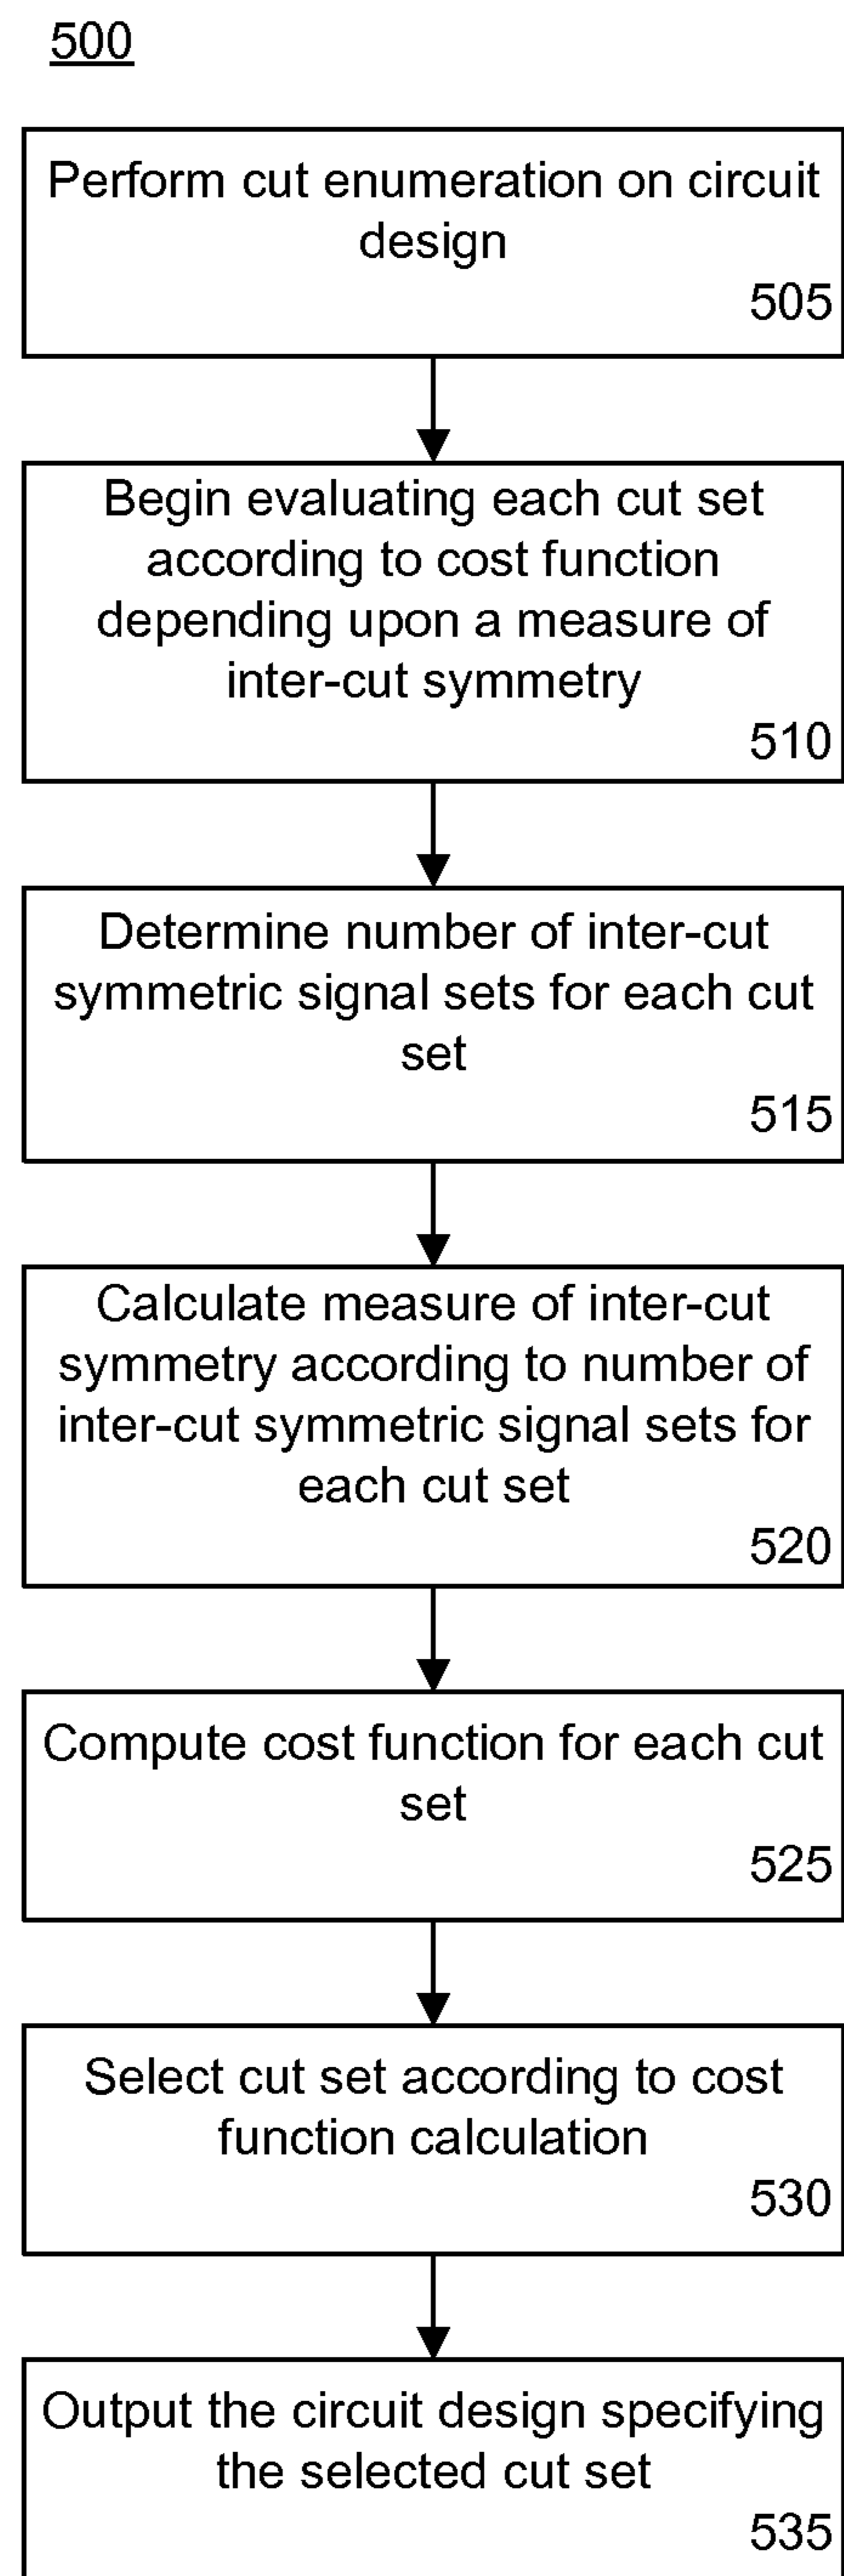 500
Perform cut enumeration on circuit
design
505
Begin evaluating each cut set
according to cost function
depending upon a measure of
inter-cut symmetry
510
Determine number of inter-cut
symmetric signal sets for each cut
set
515
Calculate measure of inter-cut
symmetry according to number of
inter-cut symmetric signal sets for
each cut set
520
Compute cost function for each cut
set
525
Select cut set according to cost
function calculation
530
Output the circuit design specifying
the selected cut set
535